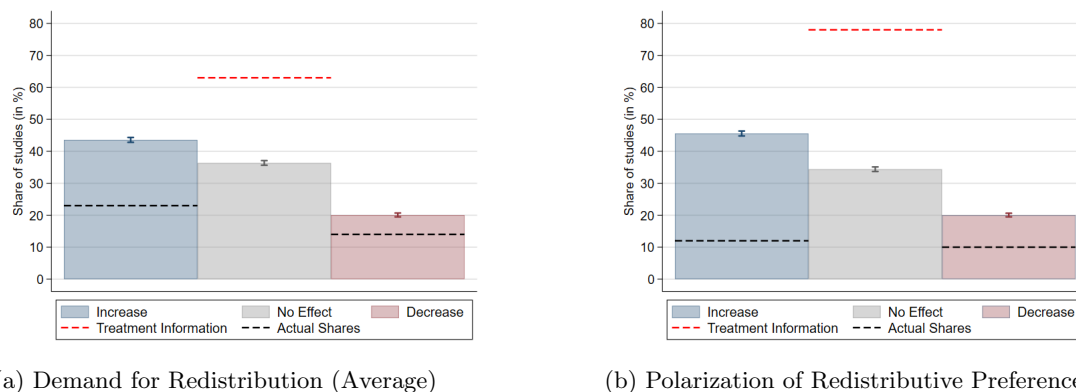 80
70
60
50
40
30
20
10
0
Share of studies (in %)
Increase No Effect Decrease
Treatment Information Actual Shares
a) Demand for Redistribution (Average)
80
70
60
50
40
30
20
10
0
Share of studies (in %)
Increase No Effect Decrease
Treatment Information Actual Shares
(b) Polarization of Redistributive Preference